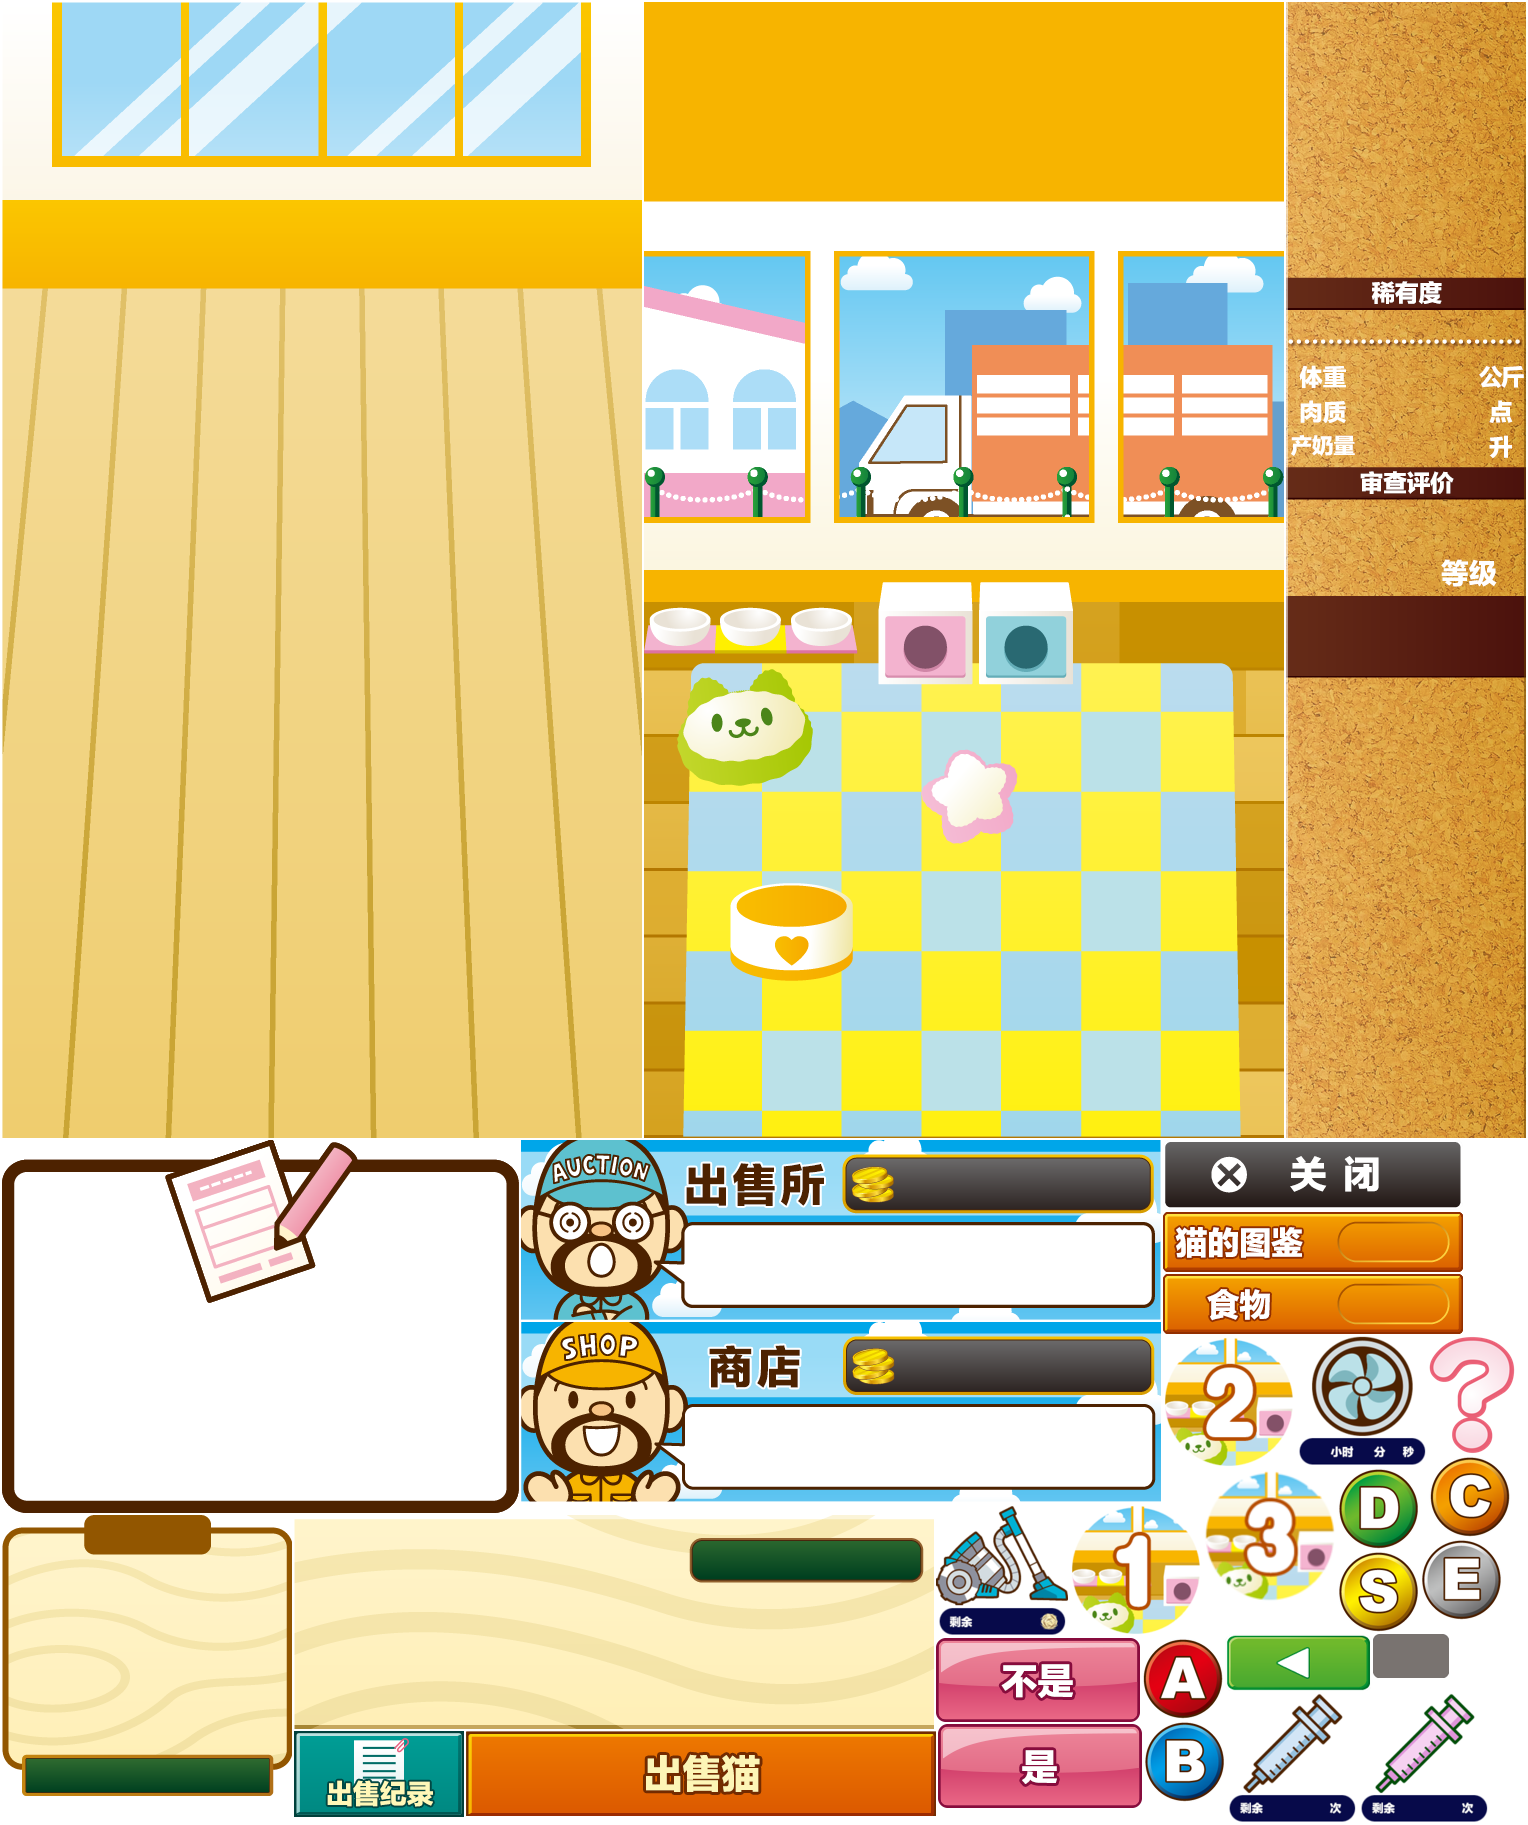 稀有度
体重 公斤
肉质 点
产奶量 升
审查评价
等级
AUCTION
出售所
关闭
猫的图鉴
食物
SHOP
商店
2
小时 分 秒
?
1
3
D
C
S
E
剩余
不是
A
是
B
出售纪录
出售猫
剩余 次
剩余 次